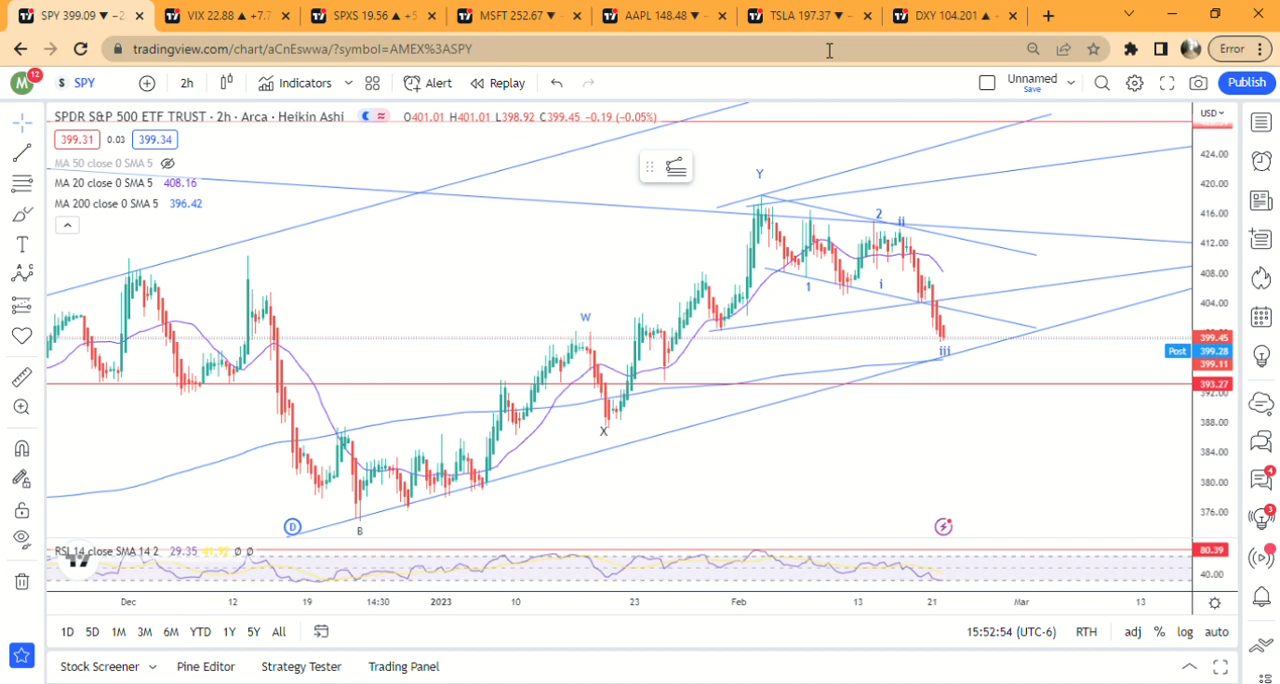 SPY 399.09 ▼ −2
VIX 22.88 ▲ +7.7
SPXS 19.56 ▲ +5
MSFT 252.67 ▼ −
AAPL 148.48 ▼ −
TSLA 197.37 ▼ −
DXY 104.201 ▲ +
tradingview.com/chart/aCnEswwa/?symbol=AMEX%3ASPY
Error
M 12 $ SPY 2h Indicators Alert Replay Unnamed Save Publish
SPDR S&P 500 ETF TRUST · 2h · Arca · Heikin Ashi O401.01 H401.01 L398.92 C399.45 −0.19 (−0.05%)
USD
399.31 0.03 399.34
MA 50 close 0 SMA 5
MA 20 close 0 SMA 5 408.16
MA 200 close 0 SMA 5 396.42
424.00
420.00
416.00
412.00
408.00
404.00
399.45
Post 399.28
399.11
393.27
392.00
388.00
384.00
380.00
376.00
Y
2
ii
1
i
W
iii
X
D
B
RSI 14 close SMA 14 2 29.35 41.92 Ø Ø
80.39
40.00
Dec 12 19 14:30 2023 10 23 Feb 13 21 Mar 13
4
3
1D 5D 1M 3M 6M YTD 1Y 5Y All
15:52:54 (UTC-6) RTH adj % log auto
Stock Screener Pine Editor Strategy Tester Trading Panel